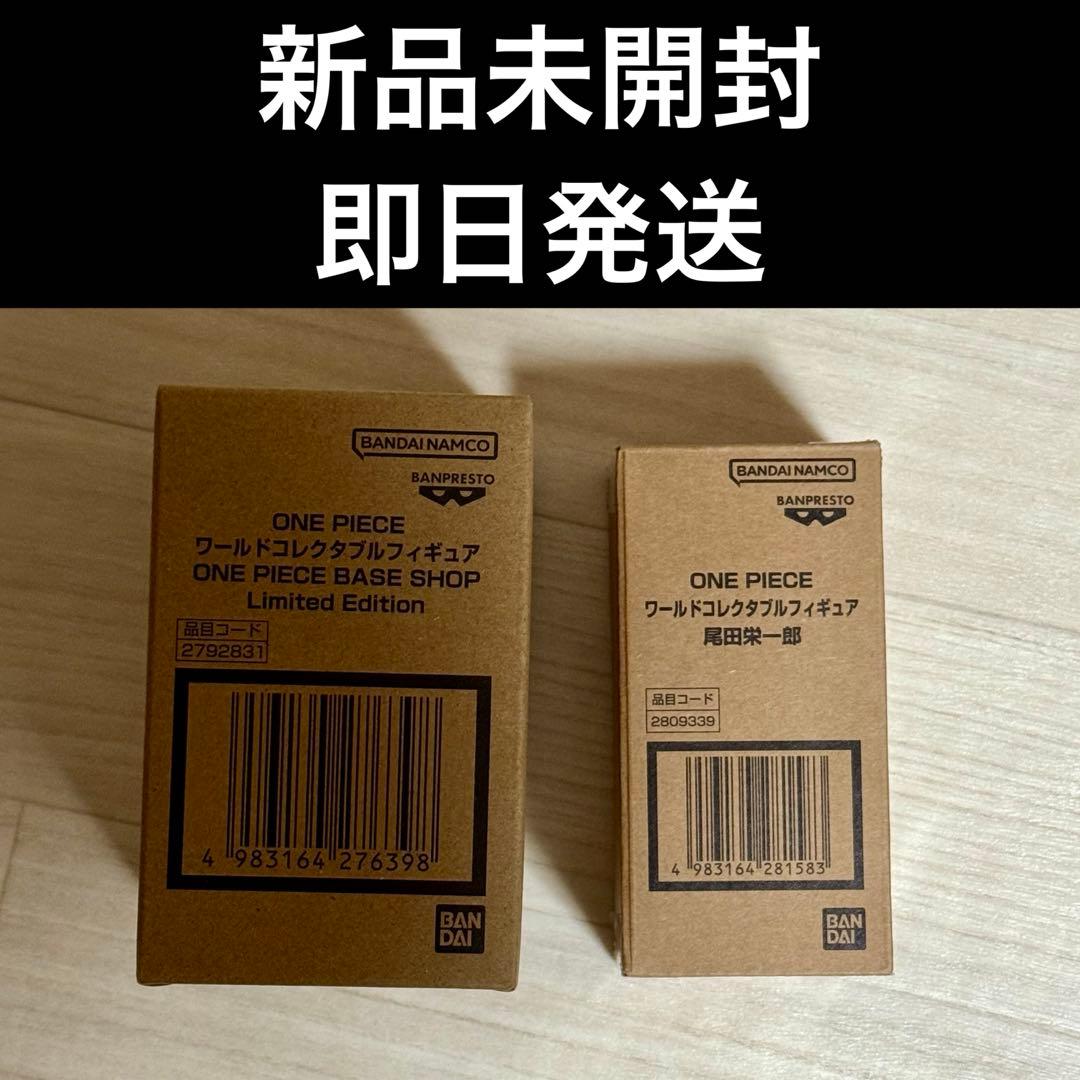 新品未開封
即日発送
BANDAI NAMCO
BANPRESTO
ONE PIECE
ワールドコレクタブルフィギュア
ONE PIECE BASE SHOP
Limited Edition
品目コード
2792831
4 983164 276398
BAN
DAI
BANDAI NAMCO
BANPRESTO
ONE PIECE
ワールドコレクタブルフィギュア
尾田栄一郎
品目コード
2809339
4 983164 281583
BAN
DAI